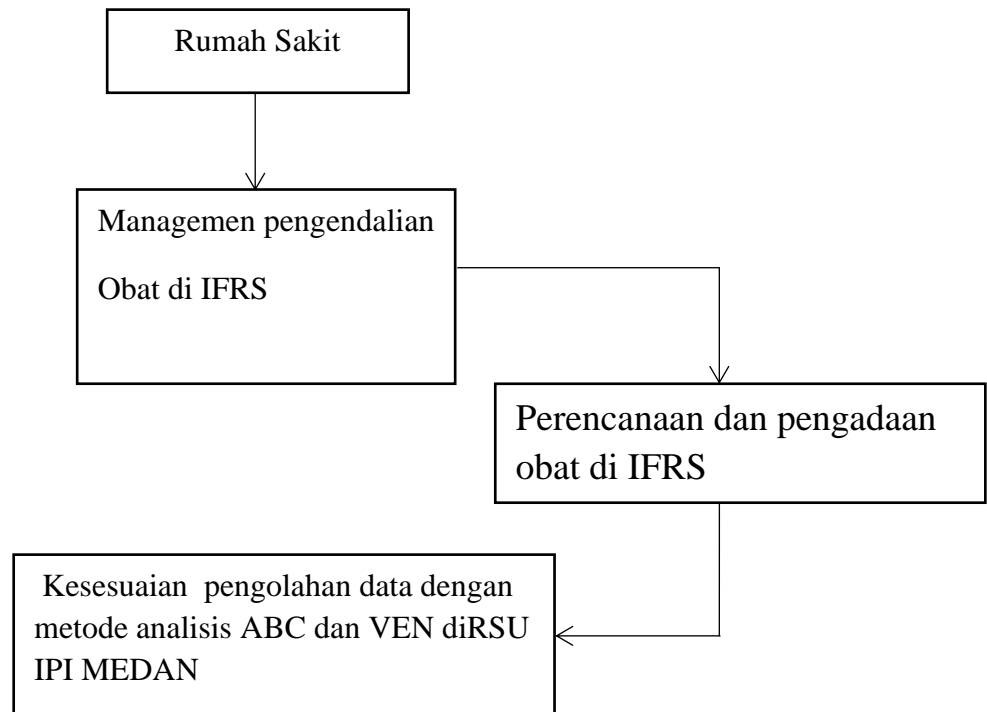 Rumah Sakit
Managemen pengendalian
Obat di IFRS
Perencanaan dan pengadaan
obat di IFRS
Kesesuaian  pengolahan data dengan
metode analisis ABC dan VEN diRSU
IPI MEDAN